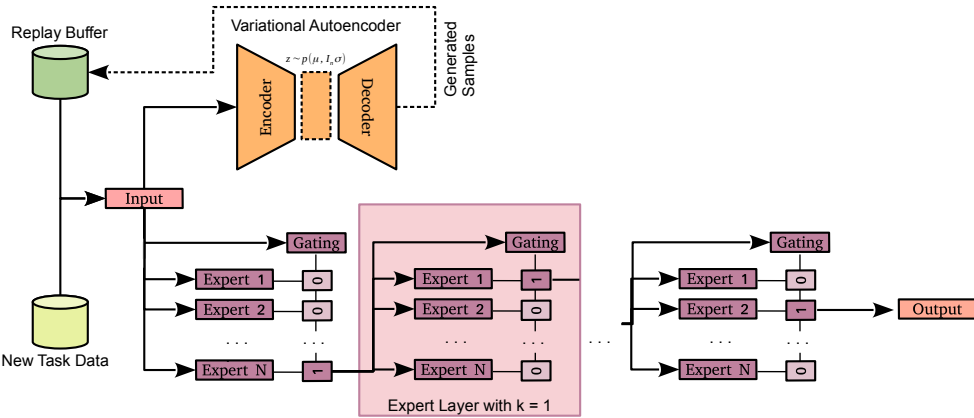 Replay Buffer
Variational Autoencoder
z ~ p(μ, Iₙσ)
Encoder
Decoder
Generated
Samples
Input
New Task Data
Gating
Expert 1
0
Expert 2
0
. . .
. . .
Expert N
1
Gating
Expert 1
1
Expert 2
0
. . .
. . .
Expert N
0
Expert Layer with k = 1
. . .
Gating
Expert 1
0
Expert 2
1
. . .
. . .
Expert N
0
Output